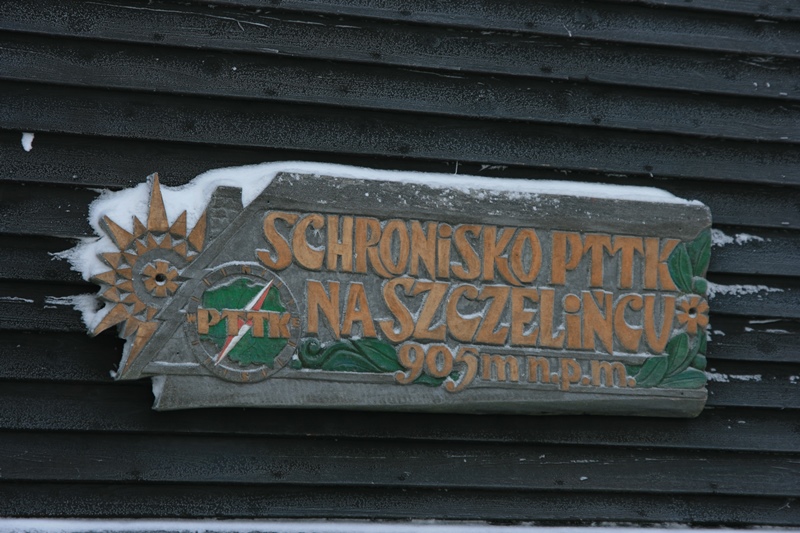 SCHRONiSKO PTTK
NA SZCZELiŃCU
905 m n.p.m.
PTTK